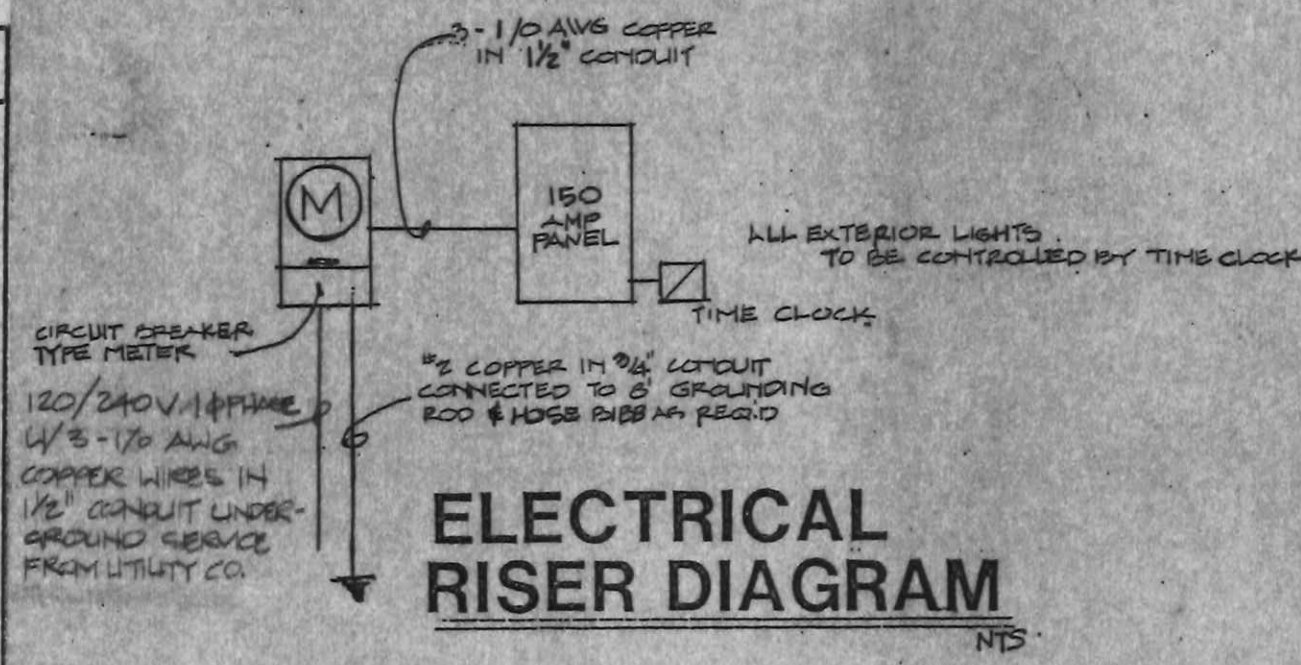 3-1/0 AWG COPPER
IN 1½" CONDUIT
M
150
AMP
PANEL
ALL EXTERIOR LIGHTS
TO BE CONTROLLED BY TIME CLOCK
TIME CLOCK
CIRCUIT BREAKER
TYPE METER
#2 COPPER IN ¾" CONDUIT
CONNECTED TO 8' GROUNDING
ROD & HOSE BIBB AS REQ'D
120/240V. 1 ϕ PHASE
W/ 3-1/0 AWG
COPPER WIRES IN
1½" CONDUIT UNDER-
GROUND SERVICE
FROM UTILITY CO.
ELECTRICAL
RISER DIAGRAM
NTS